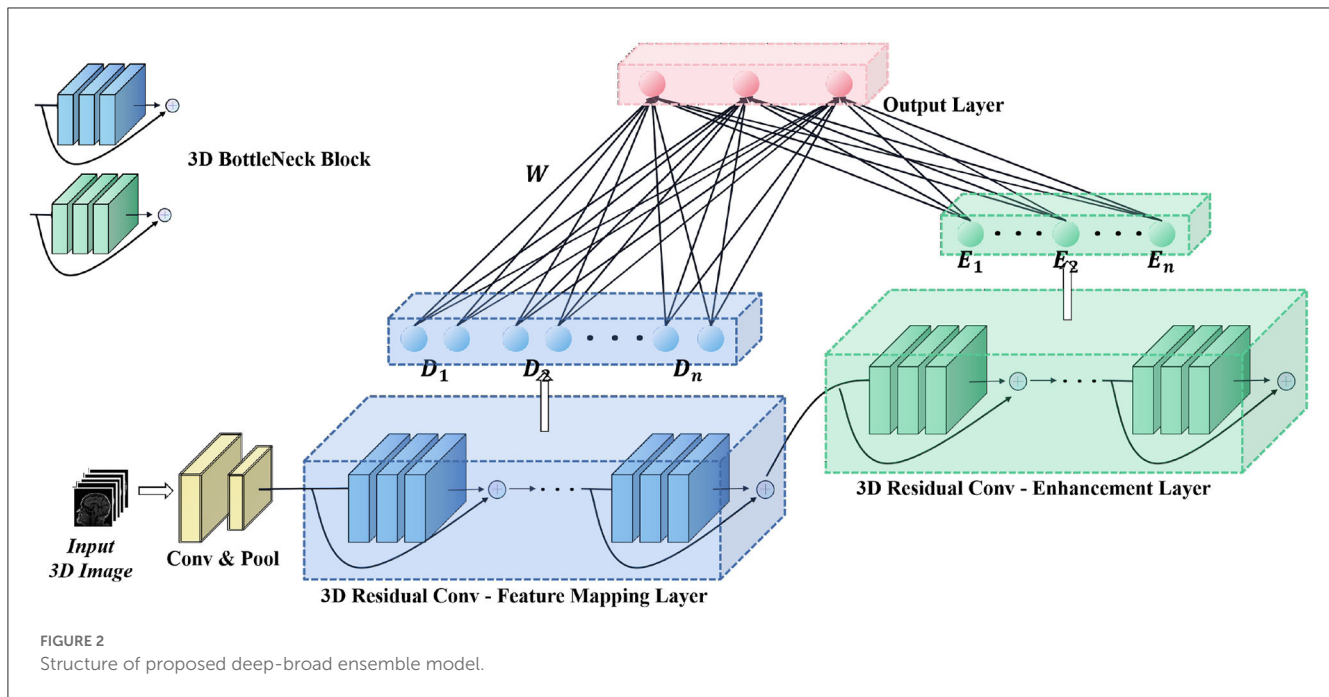 Output Layer
3D BottleNeck Block
W
E₁ E₂ Eₙ
D₁ D₂ Dₙ
3D Residual Conv - Enhancement Layer
Input
3D Image
Conv & Pool
3D Residual Conv - Feature Mapping Layer
FIGURE 2
Structure of proposed deep-broad ensemble model.